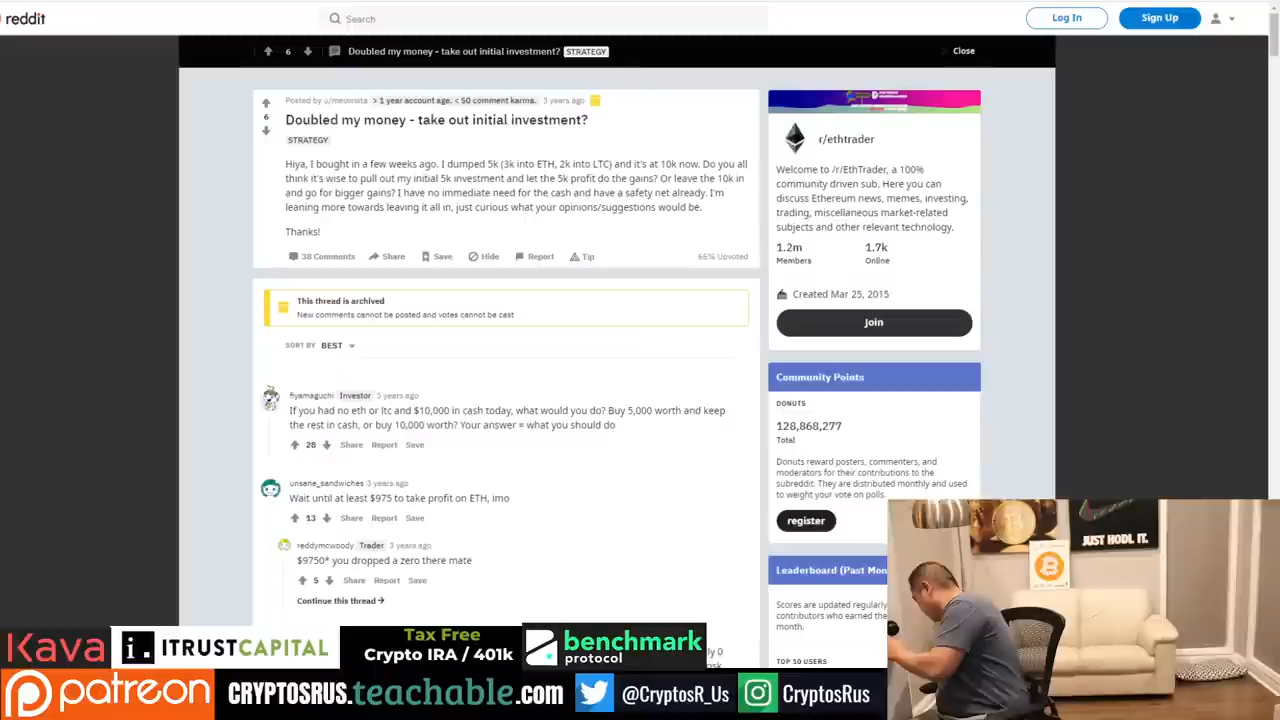 reddit
Search
Log In
Sign Up
6
Doubled my money - take out initial investment? STRATEGY
Close
Posted by u/meowsita > 1 year account age. < 50 comment karma. 3 years ago
6
Doubled my money - take out initial investment?
STRATEGY
Hiya, I bought in a few weeks ago. I dumped 5k (3k into ETH, 2k into LTC) and it's at 10k now. Do you all
think it's wise to pull out my inital 5k investment and let the 5k profit do the gains? Or leave the 10k in
and go for bigger gains? I have no immediate need for the cash and have a safety net already. I'm
leaning more towards leaving it all in, just curious what your opinions/suggestions would be.
Thanks!
38 Comments Share Save Hide Report Tip
65% Upvoted
This thread is archived
New comments cannot be posted and votes cannot be cast
SORT BY BEST
fiyamaguchi Investor 3 years ago
If you had no eth or ltc and $10,000 in cash today, what would you do? Buy 5,000 worth and keep
the rest in cash, or buy 10,000 worth? Your answer = what you should do
28 Share Report Save
unsane_sandwiches 3 years ago
Wait until at least $975 to take profit on ETH, imo
13 Share Report Save
reddymcwoody Trader 3 years ago
$9750* you dropped a zero there mate
5 Share Report Save
Continue this thread
r/ethtrader
Welcome to /r/EthTrader, a 100%
community driven sub. Here you can
discuss Ethereum news, memes, investing,
trading, miscellaneous market-related
subjects and other relevant technology.
1.2m
Members
1.7k
Online
Created Mar 25, 2015
Join
Community Points
DONUTS
128,868,277
Total
Donuts reward posters, commenters, and
moderators for their contributions to the
subreddit. They are distributed monthly and used
to weight your vote on polls.
register
Leaderboard (Past Mon
Scores are updated regularly
contributors who earned the
month.
TOP 10 USERS
JUST HODL IT.
Kava
i. ITRUSTCAPITAL
Tax Free
Crypto IRA / 401k
benchmark
protocol
patreon
CRYPTOSRUS.teachable.com
@CryptosR_Us
CryptosRus